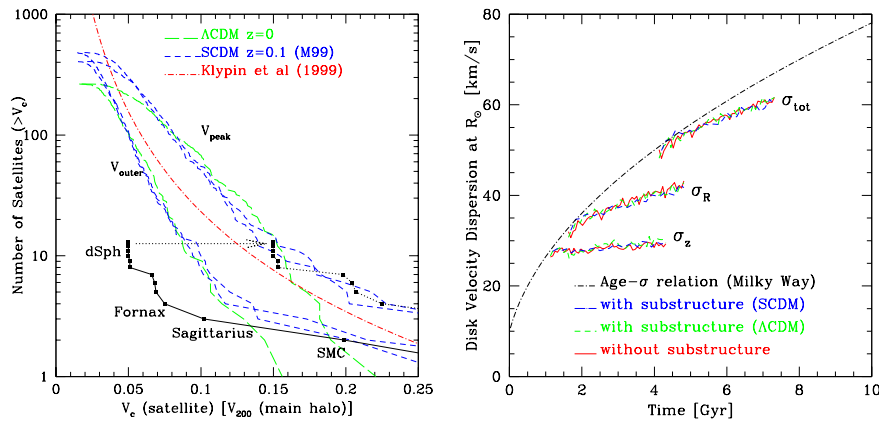 1000
100
10
1
Number of Satellites (>V_c)
ΛCDM z=0
SCDM z=0.1 (M99)
Klypin et al (1999)
V_peak
V_outer
dSph
Fornax
Sagittarius
SMC
0 0.05 0.1 0.15 0.2 0.25
V_c (satellite) [V_200 (main halo)]
80
60
40
20
0
Disk Velocity Dispersion at R_⊙ [km/s]
σ_tot
σ_R
σ_z
Age-σ relation (Milky Way)
with substructure (SCDM)
with substructure (ΛCDM)
without substructure
0 2 4 6 8 10
Time [Gyr]